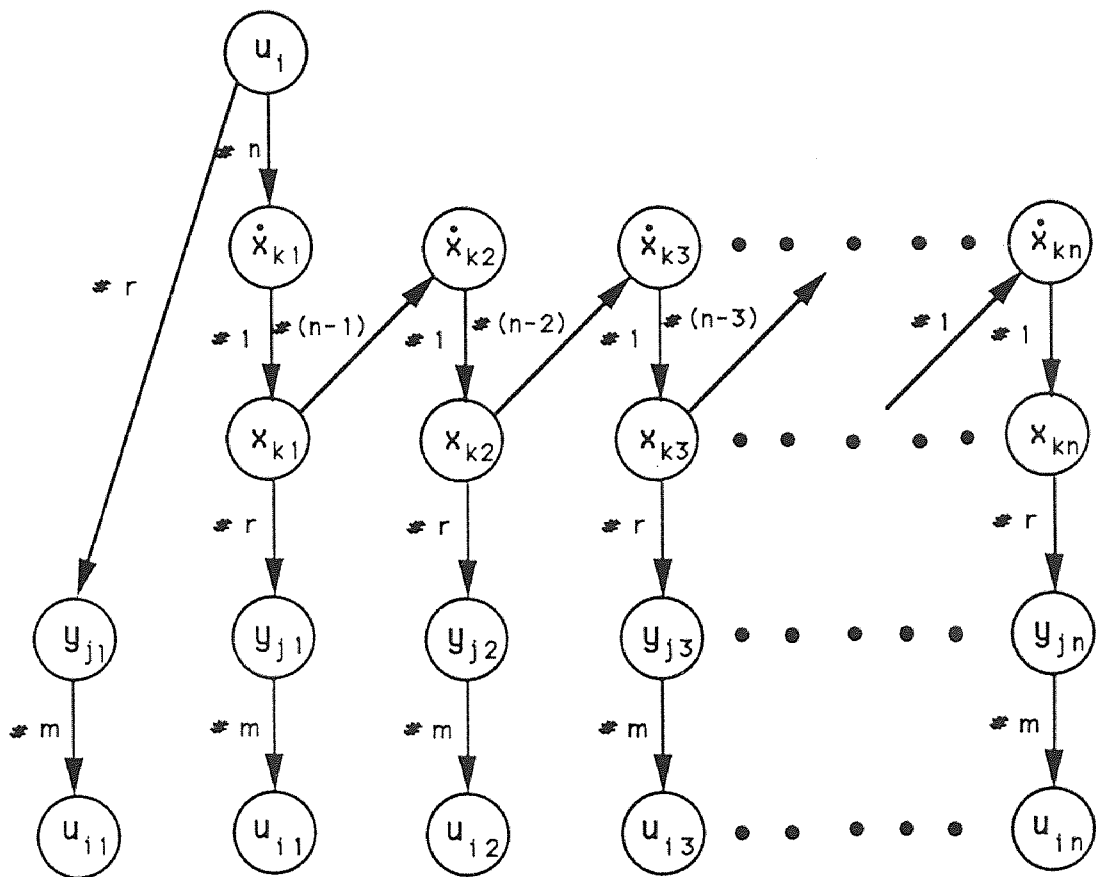 u_i
# n
ẋ_k1 ẋ_k2 ẋ_k3 ẋ_kn
# r
# 1 # (n-1) # 1 # (n-2) # 1 # (n-3) # 1 # 1
x_k1 x_k2 x_k3 x_kn
# r # r # r # r
y_j1 y_j1 y_j2 y_j3 y_jn
# m # m # m # m # m
u_i1 u_i1 u_i2 u_i3 u_in